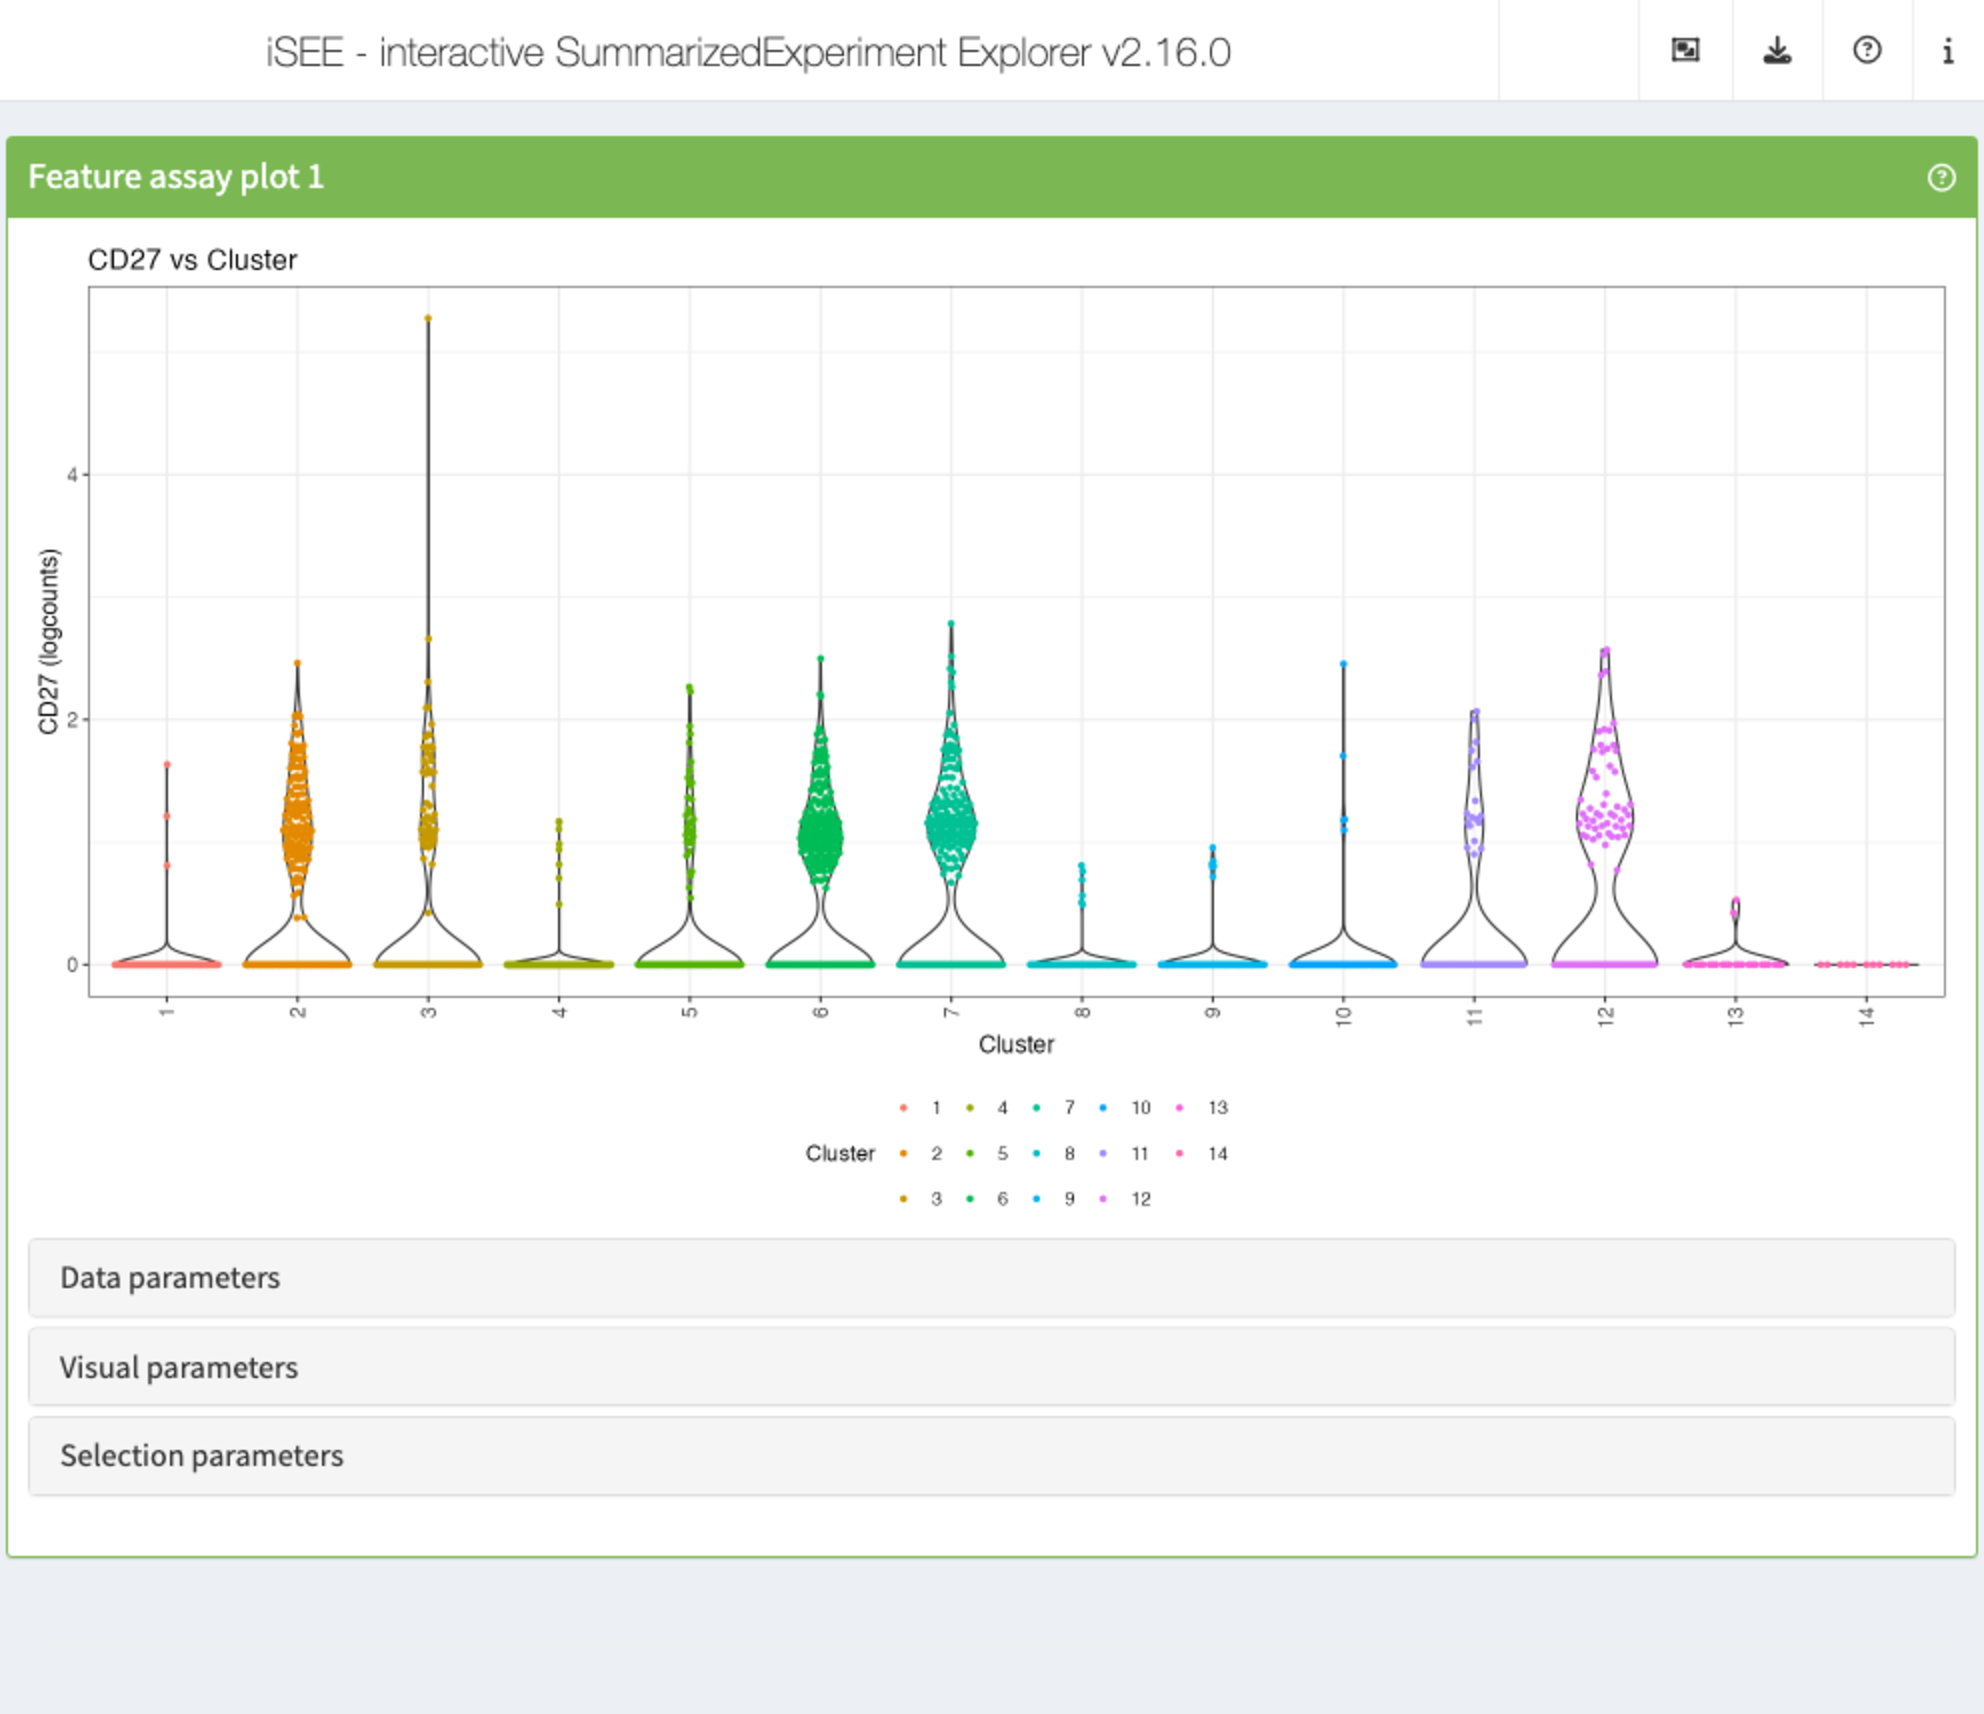 iSEE - interactive SummarizedExperiment Explorer v2.16.0
Feature assay plot 1
CD27 vs Cluster
CD27 (logcounts)
4
2
0
1 2 3 4 5 6 7 8 9 10 11 12 13 14
Cluster
1 4 7 10 13
Cluster 2 5 8 11 14
3 6 9 12
Data parameters
Visual parameters
Selection parameters